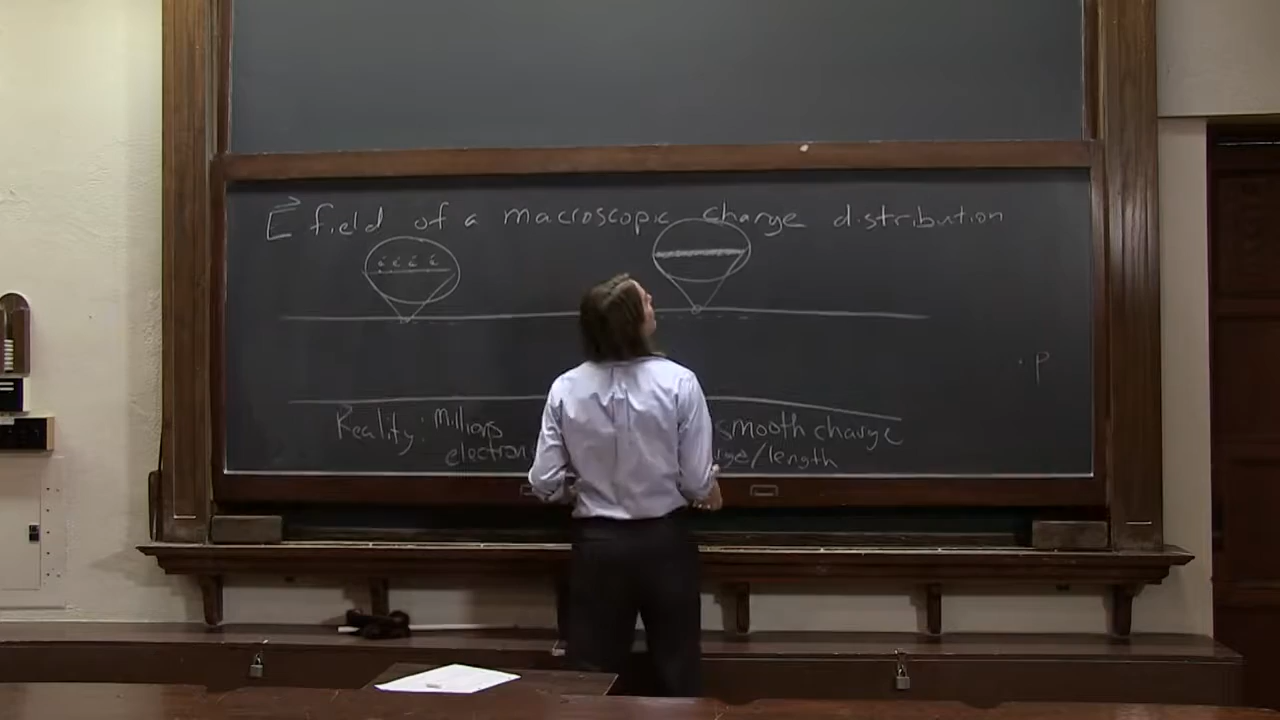 E field of a macroscopic charge distribution
e e e e
P
Reality: Millions smooth charge
electron /length